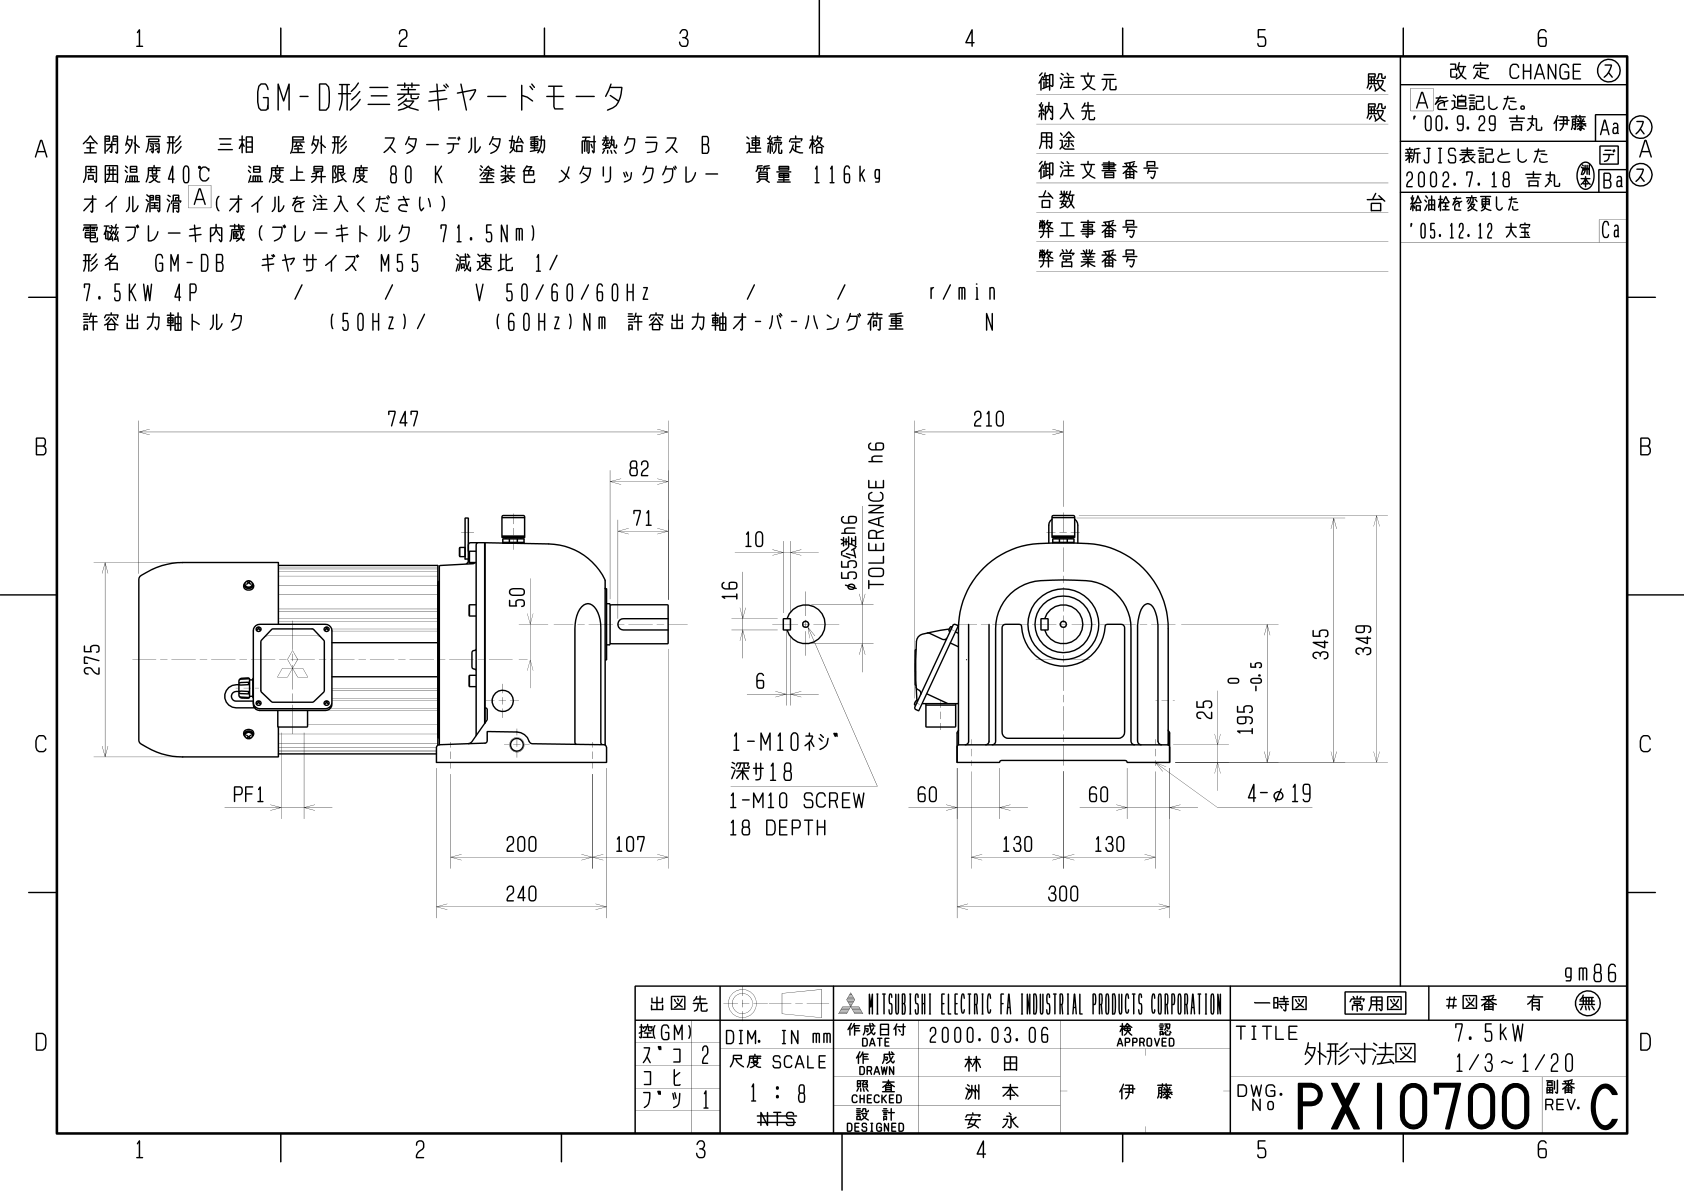 1 2 3 4 5 6
GM-D形三菱ギヤードモータ
全閉外扇形 三相 屋外形 スターデルタ始動 耐熱クラス B 連続定格
周囲温度40℃ 温度上昇限度 80 K 塗装色 メタリックグレー 質量 116kg
オイル潤滑 A (オイルを注入ください)
電磁ブレーキ内蔵(ブレーキトルク 71.5Nm)
形名 GM-DB ギヤサイズ M55 減速比 1/
7.5KW 4P / / V 50/60/60Hz / / r/min
許容出力軸トルク (50Hz)/ (60Hz)Nm 許容出力軸オーバーハング荷重 N
御注文元 殿
納入先 殿
用途
御注文書番号
台数 台
弊工事番号
弊営業番号
改定 CHANGE ス
Aを追記した。
'00.9.29 吉丸 伊藤 Aa ス
新JIS表記とした デ
2002.7.18 吉丸 洲本 Ba ス
給油栓を変更した
'05.12.12 大宝 Ca
A
B
C
D
A
B
C
D
747
82
71
50
275
PF1
200
107
240
10
16
6
φ55公差h6
TOLERANCE h6
1-M10ネジ
深サ18
1-M10 SCREW
18 DEPTH
210
345
349
25
195 0 -0.5
60
60
4-φ19
130
130
300
gm86
出図先
控(GM)
スﾞコ 2
コヒ
フﾞツ 1
DIM. IN mm
尺度 SCALE
1 : 8
NTS
MITSUBISHI ELECTRIC FA INDUSTRIAL PRODUCTS CORPORATION
作成日付 DATE 2000.03.06
作成 DRAWN 林田
照査 CHECKED 洲本
設計 DESIGNED 安永
検認 APPROVED
伊藤
一時図 常用図 #図番 有 無
TITLE
外形寸法図
7.5kW
1/3~1/20
DWG. No PX10700
副番 REV. C
1 2 3 4 5 6